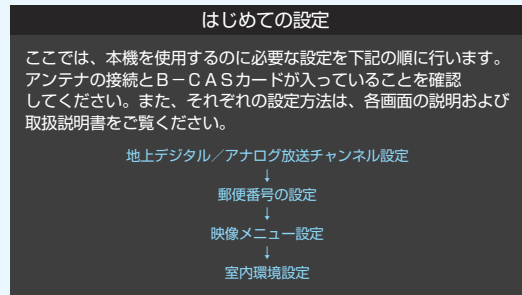 はじめての設定
ここでは、本機を使用するのに必要な設定を下記の順に行います。
アンテナの接続とB－CASカードが入っていることを確認
してください。また、それぞれの設定方法は、各画面の説明および
取扱説明書をご覧ください。
地上デジタル／アナログ放送チャンネル設定
↓
郵便番号の設定
↓
映像メニュー設定
↓
室内環境設定